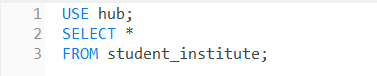 1 USE hub;
2 SELECT *
3 FROM student_institute;